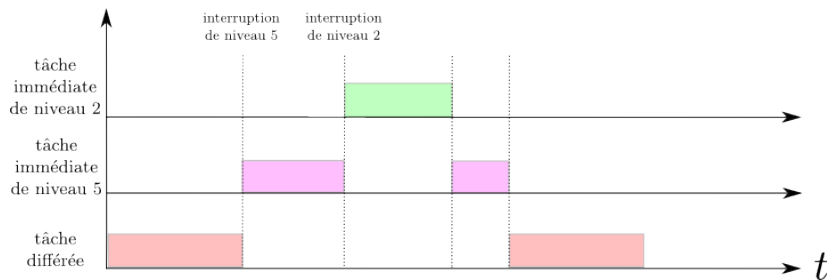 interruption interruption
de niveau 5 de niveau 2
tâche
immédiate
de niveau 2
tâche
immédiate
de niveau 5
tâche
différée
t